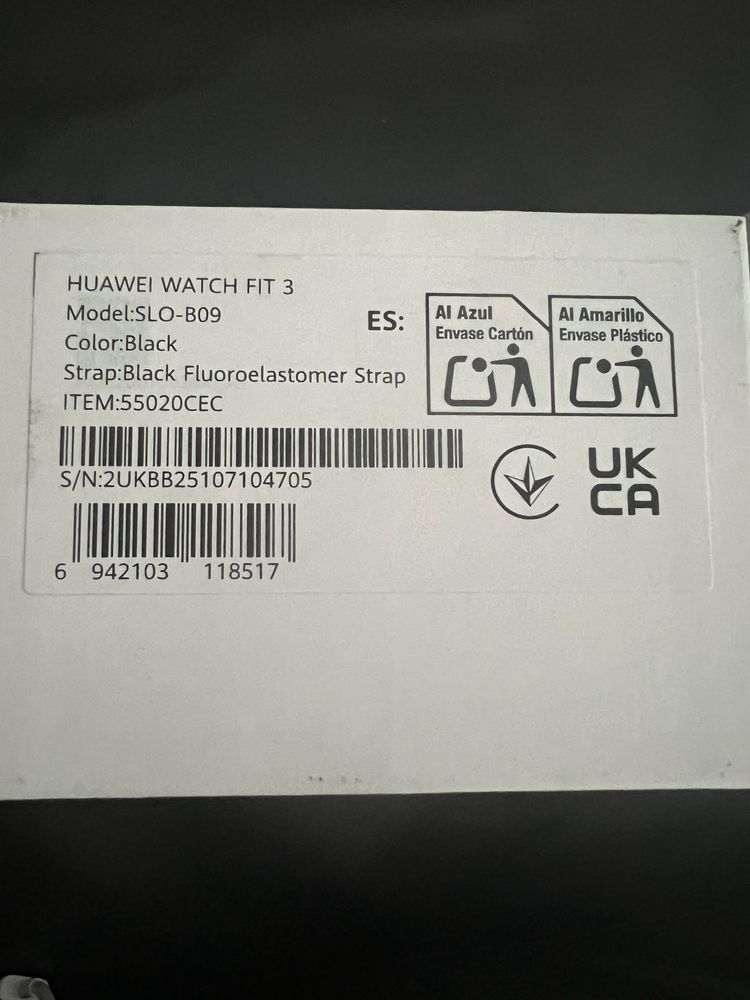 HUAWEI WATCH FIT 3
Model:SLO-B09
Color:Black
Strap:Black Fluoroelastomer Strap
ITEM:55020CEC
S/N:2UKBB25107104705
6 942103 118517
ES:
Al Azul
Envase Cartón
Al Amarillo
Envase Plástico
UK
CA